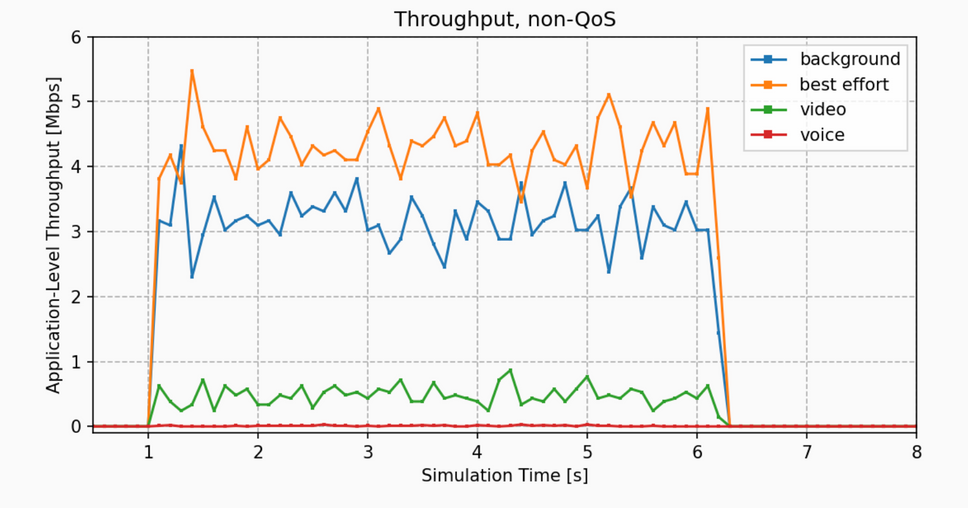 Throughput, non-QoS
Application-Level Throughput [Mbps]
6
5
4
3
2
1
0
background
best effort
video
voice
1 2 3 4 5 6 7 8
Simulation Time [s]